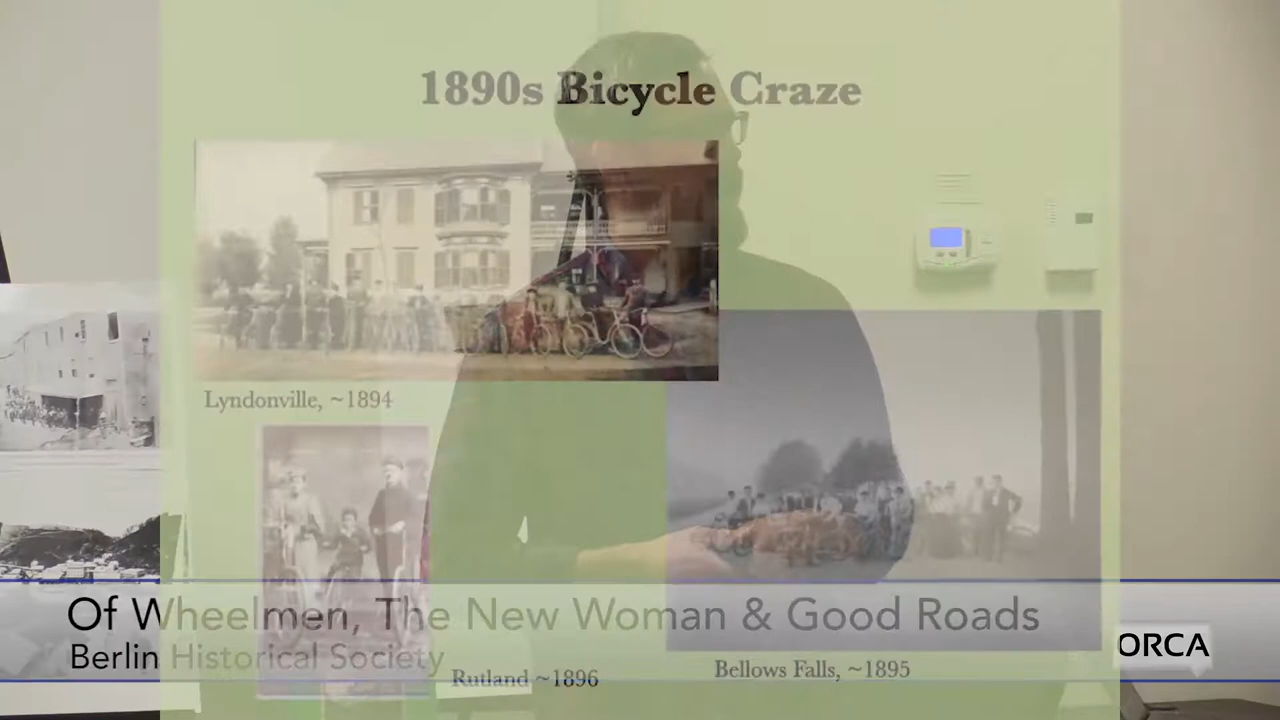 1890s Bicycle Craze
Lyndonville, ~1894
Of Wheelmen, The New Woman & Good Roads
ORCA
Berlin Historical Society
Rutland ~1896
Bellows Falls, ~1895